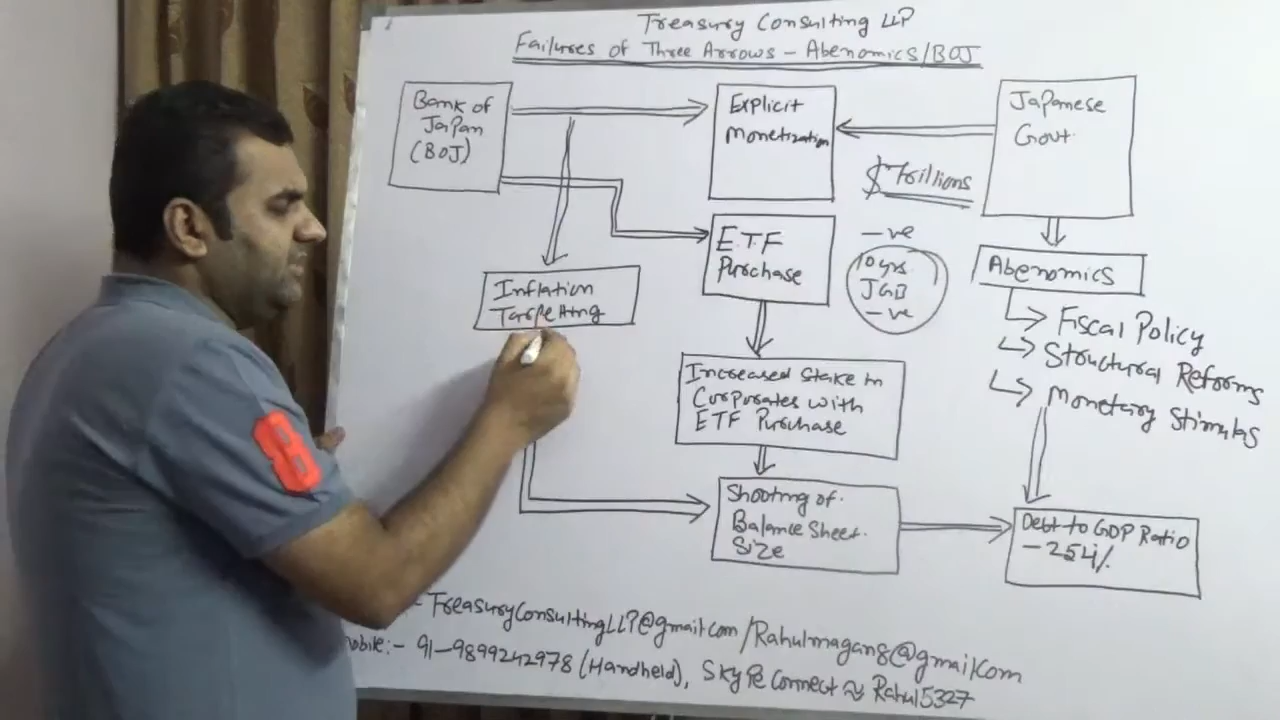 Treasury Consulting LLP
Failures of Three Arrows - Abenomics/BOJ
Bank of
Japan
(BOJ)
Explicit
Monetization
Japanese
Govt.
$ Trillions
E.T.F
Purchase
-ve
10 yrs
JGB
-ve
Abenomics
Fiscal Policy
Structural Reforms
Monetary Stimulus
Inflation
Targetting
Increased Stake in
Corporates with
ETF Purchase
Shooting of
Balance Sheet
Size
Debt to GDP Ratio
- 254%
- TreasuryConsultingLLP@gmail.com/Rahulmagan8@gmail.com
Mobile:- 91-9899242978 (Handheld), Skype Connect ~ Rahul5327
8